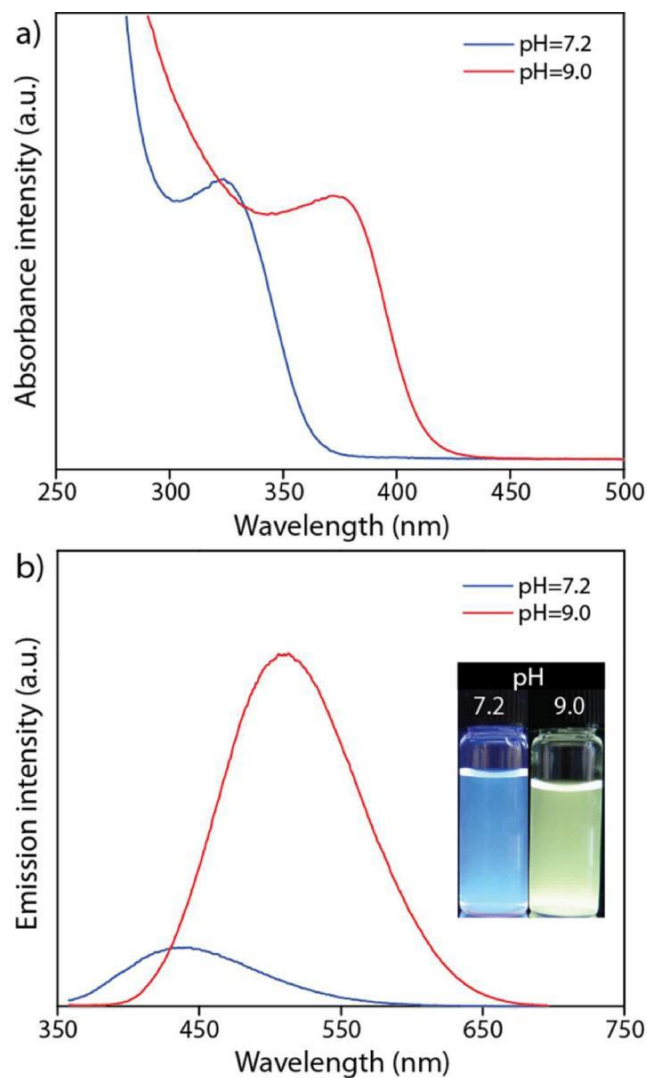 a)
pH=7.2
pH=9.0
Absorbance intensity (a.u.)
250 300 350 400 450 500
Wavelength (nm)
b)
pH=7.2
pH=9.0
pH
7.2 9.0
Emission intensity (a.u.)
350 450 550 650 750
Wavelength (nm)